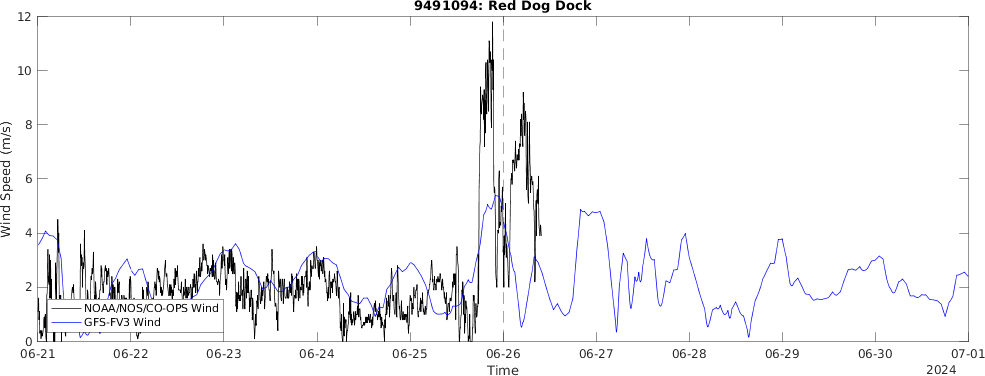 9491094: Red Dog Dock
12
10
8
6
4
2
0
Wind Speed (m/s)
NOAA/NOS/CO-OPS Wind
GFS-FV3 Wind
06-21 06-22 06-23 06-24 06-25 06-26 06-27 06-28 06-29 06-30 07-01
Time
2024